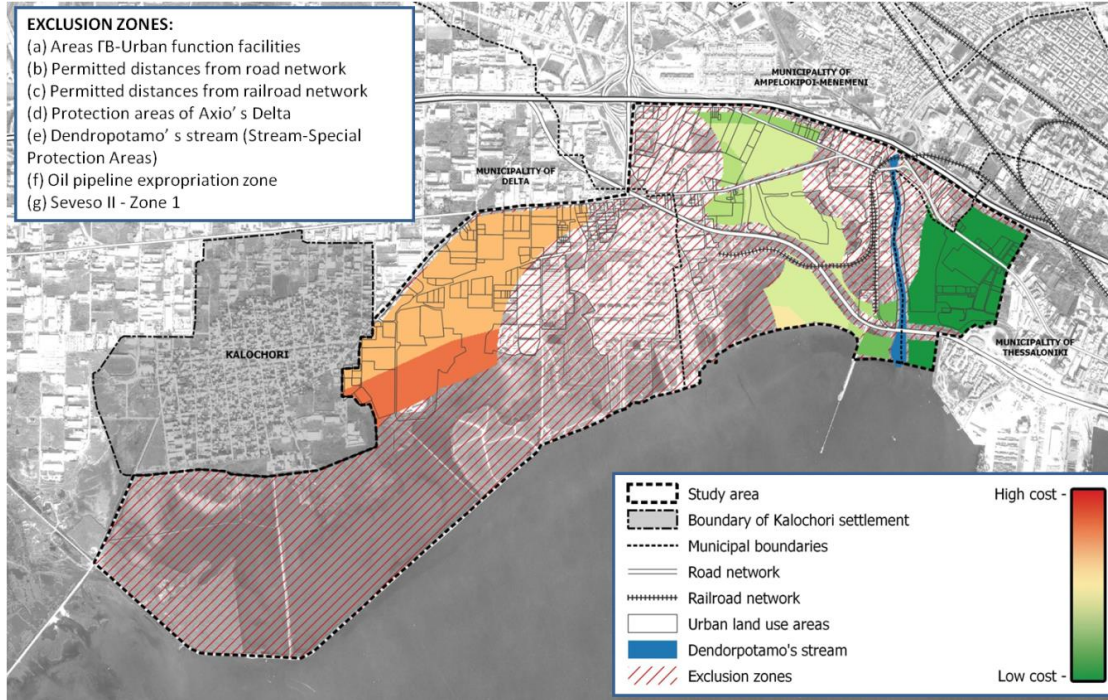 EXCLUSION ZONES:
(a) Areas ΓΒ-Urban function facilities
(b) Permitted distances from road network
(c) Permitted distances from railroad network
(d) Protection areas of Axio’ s Delta
(e) Dendropotamo’ s stream (Stream-Special
Protection Areas)
(f) Oil pipeline expropriation zone
(g) Seveso II - Zone 1
MUNICIPALITY OF
AMPELOKIPOI-MENEMENI
MUNICIPALITY OF
DELTA
KALOCHORI
MUNICIPALITY OF
THESSALONIKI
Study area
Boundary of Kalochori settlement
Municipal boundaries
Road network
Railroad network
Urban land use areas
Dendorpotamo's stream
Exclusion zones
High cost -
Low cost -